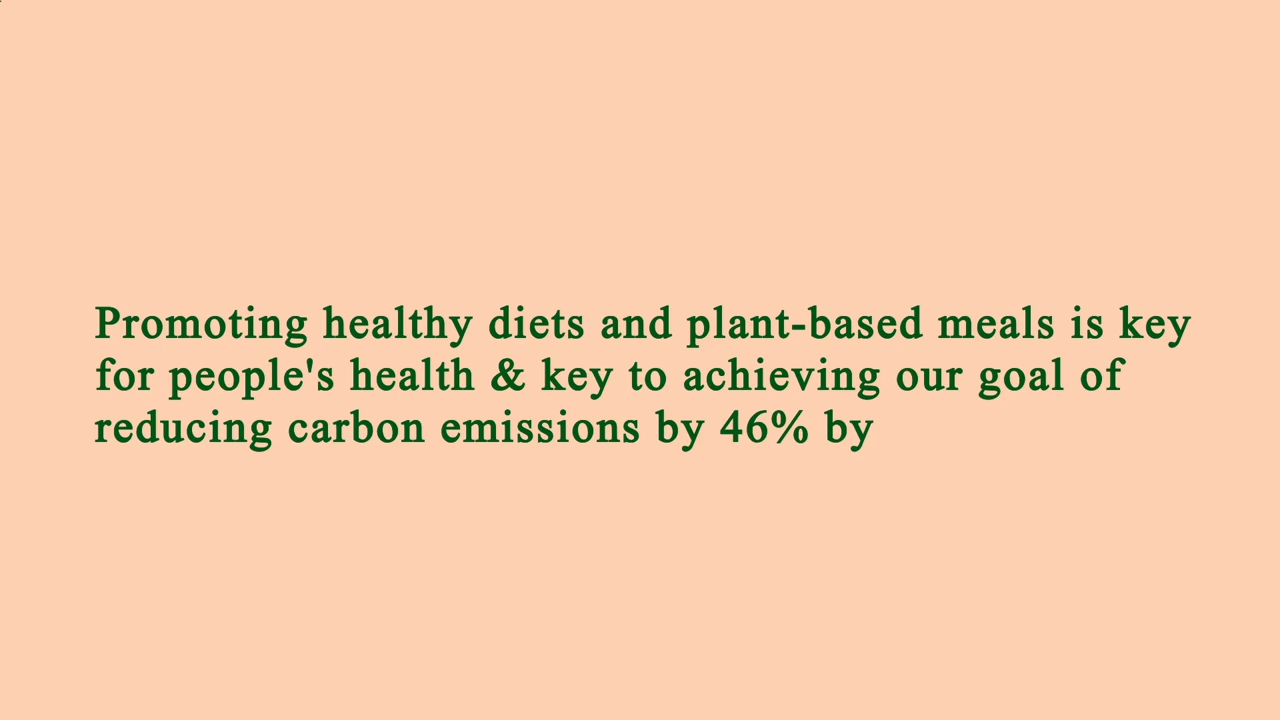 Promoting healthy diets and plant-based meals is key
for people's health & key to achieving our goal of
reducing carbon emissions by 46% by